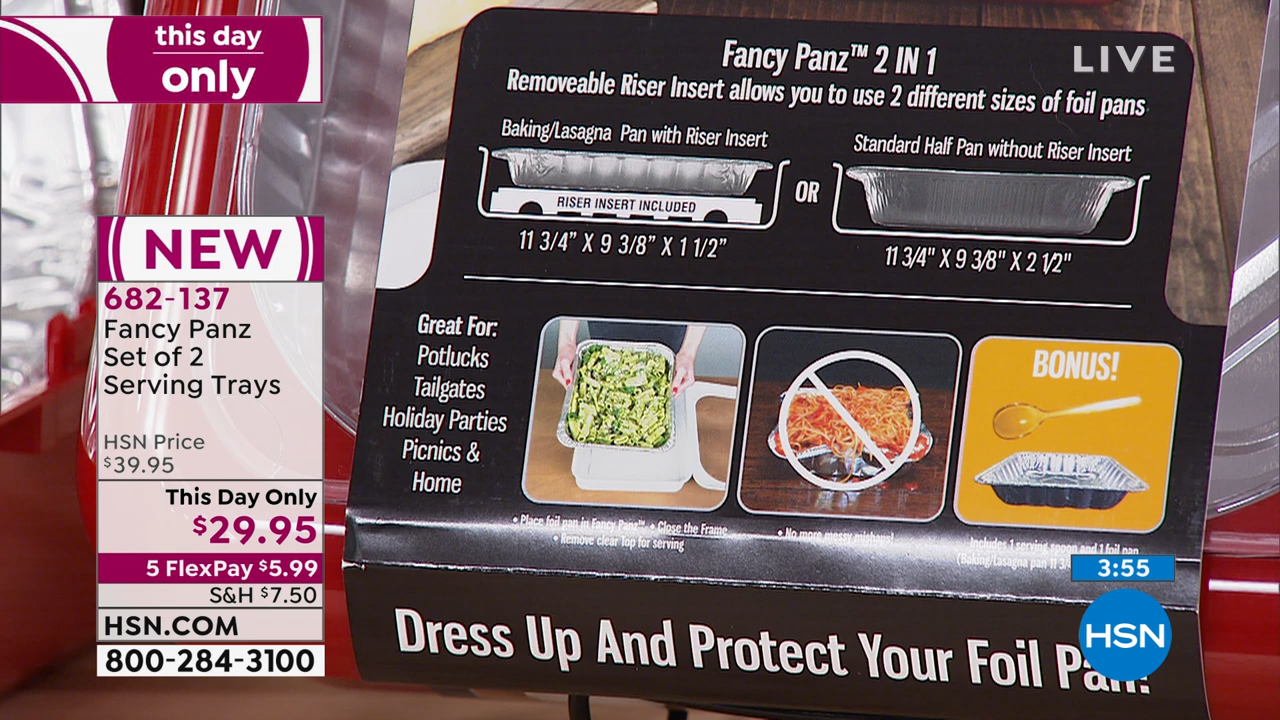 this day
only
LIVE
NEW
682-137
Fancy Panz
Set of 2
Serving Trays
HSN Price
$39.95
This Day Only
$29.95
5 FlexPay $5.99
S&H $7.50
HSN.COM
800-284-3100
Fancy Panz™ 2 IN 1
Removeable Riser Insert allows you to use 2 different sizes of foil pans
Baking/Lasagna Pan with Riser Insert
RISER INSERT INCLUDED
11 3/4" X 9 3/8" X 1 1/2"
OR
Standard Half Pan without Riser Insert
11 3/4" X 9 3/8" X 2 1/2"
Great For:
Potlucks
Tailgates
Holiday Parties
Picnics &
Home
• Place foil pan in Fancy Panz™ • Close the Frame
• Remove clear Top for serving
• No more messy mishaps!
BONUS!
Includes 1 serving spoon and 1 foil pan
(Baking/Lasagna pan 11 3/4
3:55
HSN
Dress Up And Protect Your Foil Pan!